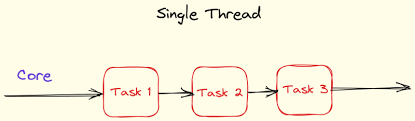 Single Thread
Core
Task 1
Task 2
Task 3